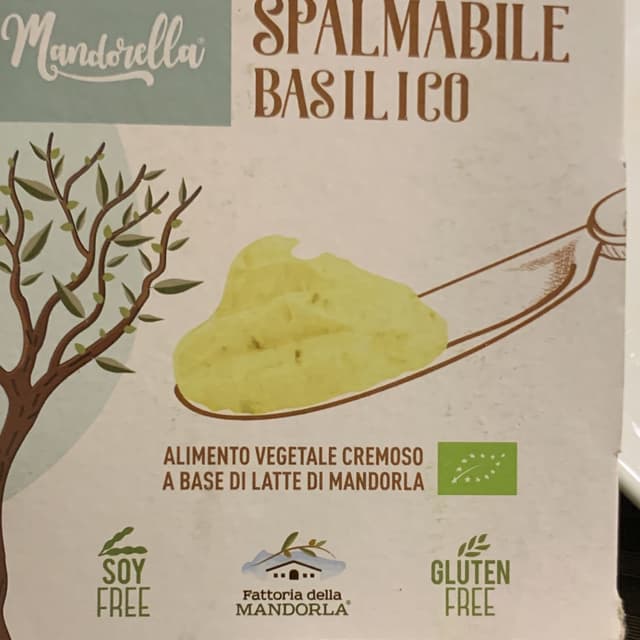 Mandorella®
SPALMABILE
BASILICO
ALIMENTO VEGETALE CREMOSO
A BASE DI LATTE DI MANDORLA
SOY
FREE
Fattoria della
MANDORLA®
GLUTEN
FREE